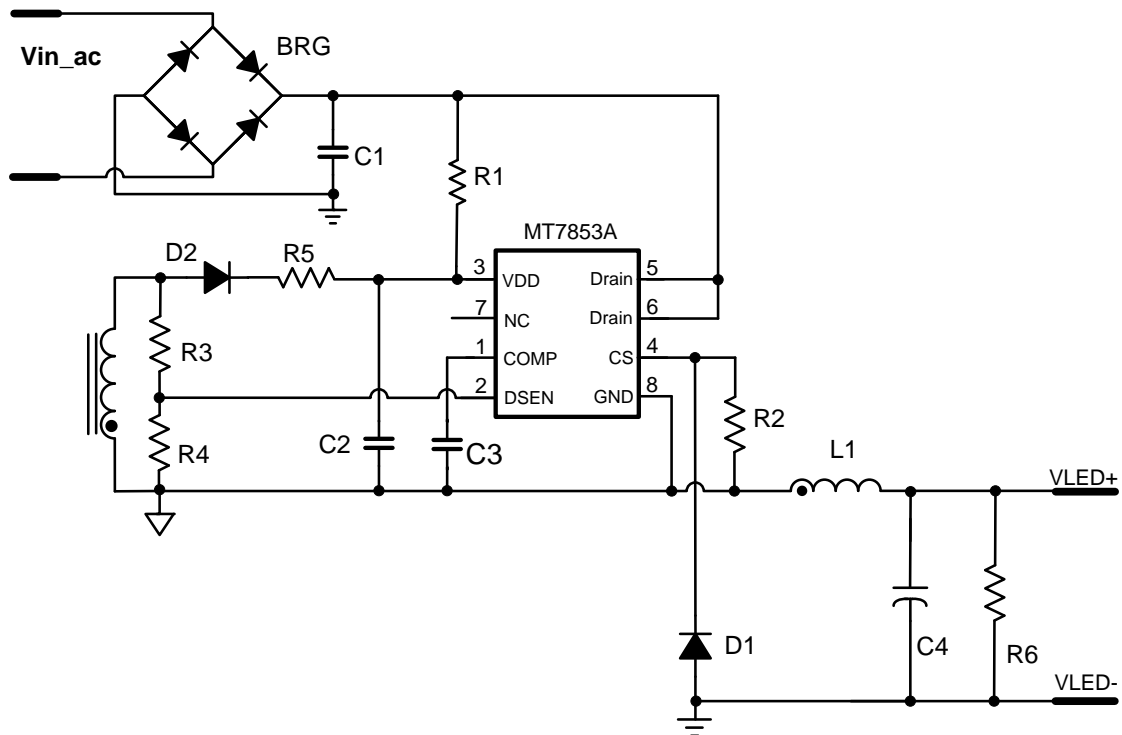 Vin_ac
BRG
C1
R1
MT7853A
D2
R5
3
VDD
Drain
5
7
NC
Drain
6
R3
1
COMP
CS
4
2
DSEN
GND
8
R2
R4
C2
C3
L1
VLED+
D1
C4
R6
VLED-